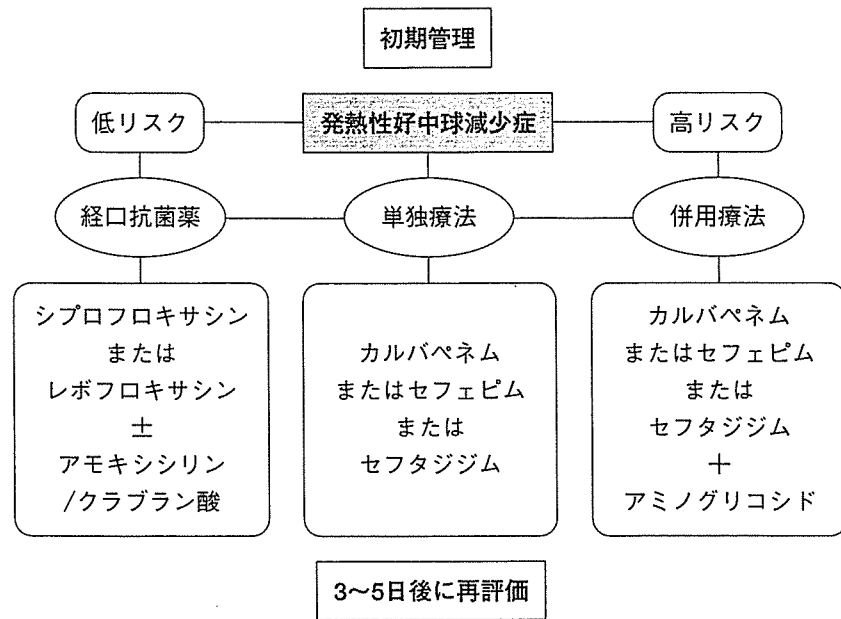 初期管理
低リスク
発熱性好中球減少症
高リスク
経口抗菌薬
単独療法
併用療法
シプロフロキサシン
または
レボフロキサシン
±
アモキシシリン
/クラブラン酸
カルバペネム
またはセフェピム
または
セフタジジム
カルバペネム
またはセフェピム
または
セフタジジム
+
アミノグリコシド
3〜5日後に再評価